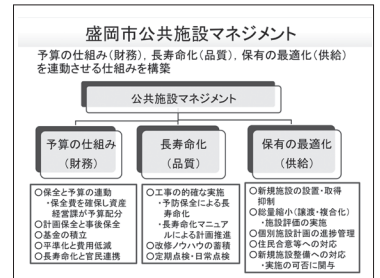 盛岡市公共施設マネジメント
予算の仕組み(財務),長寿命化(品質),保有の最適化(供給)
を連動させる仕組みを構築
公共施設マネジメント
予算の仕組み
(財務)
○保全と予算の連動
・保全費を確保し資産
経営課が予算配分
○計画保全と事後保全
○基金の積立
○平準化と費用低減
○長寿命化と官民連携
長寿命化
(品質)
○工事の的確な実施
・予防保全による長
寿命化
・長寿命化マニュア
ルによる計画推進
○改修ノウハウの蓄積
○定期点検・日常点検
保有の最適化
(供給)
○新規施設の設置・取得
抑制
○総量縮小(譲渡・複合化)
・施設評価の実施
○個別施設計画の進捗管理
○住民合意等への対応
○新規施設整備への対応
・実施の可否に関与